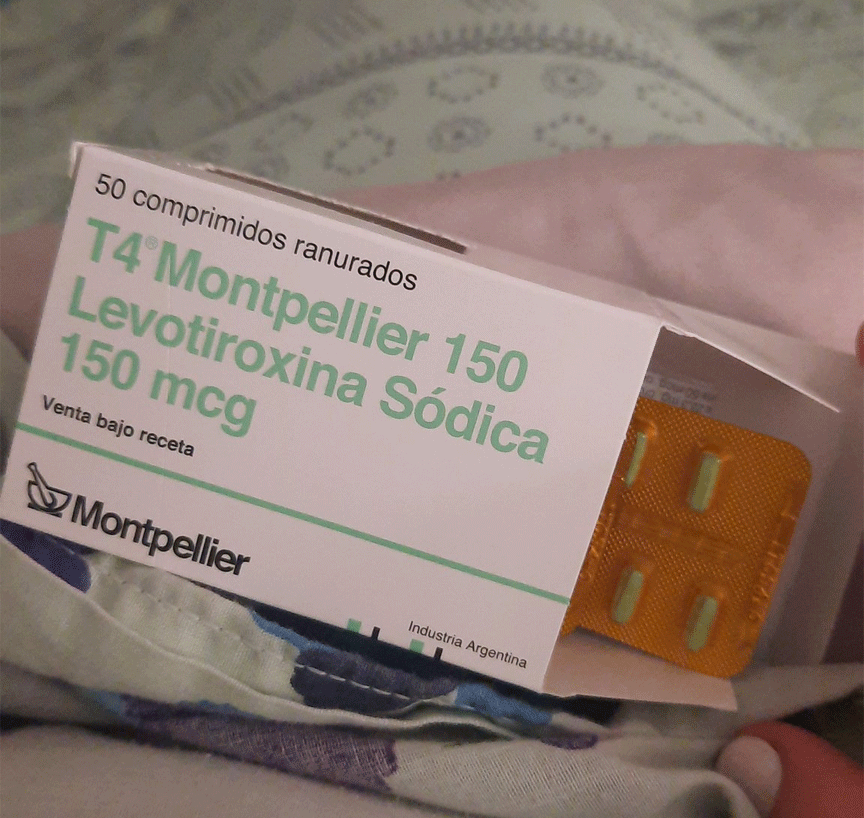 50 comprimidos ranurados
T4® Montpellier 150
Levotiroxina Sódica
150 mcg
Venta bajo receta
Montpellier
Industria Argentina